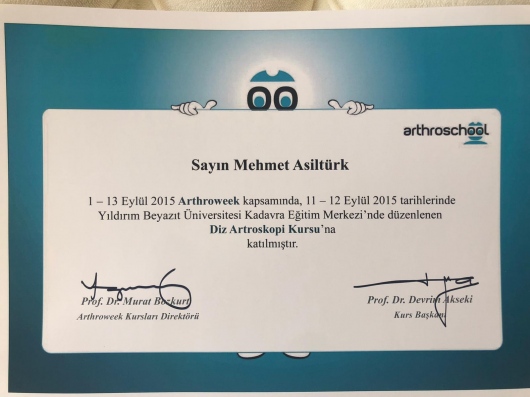 arthroschool
Sayın Mehmet Asiltürk
1 – 13 Eylül 2015 Arthroweek kapsamında, 11 – 12 Eylül 2015 tarihlerinde
Yıldırım Beyazıt Üniversitesi Kadavra Eğitim Merkezi’nde düzenlenen
Diz Artroskopi Kursu’na
katılmıştır.
Prof. Dr. Murat Bozkurt
Arthroweek Kursları Direktörü
Prof. Dr. Devrim Akseki
Kurs Başkanı